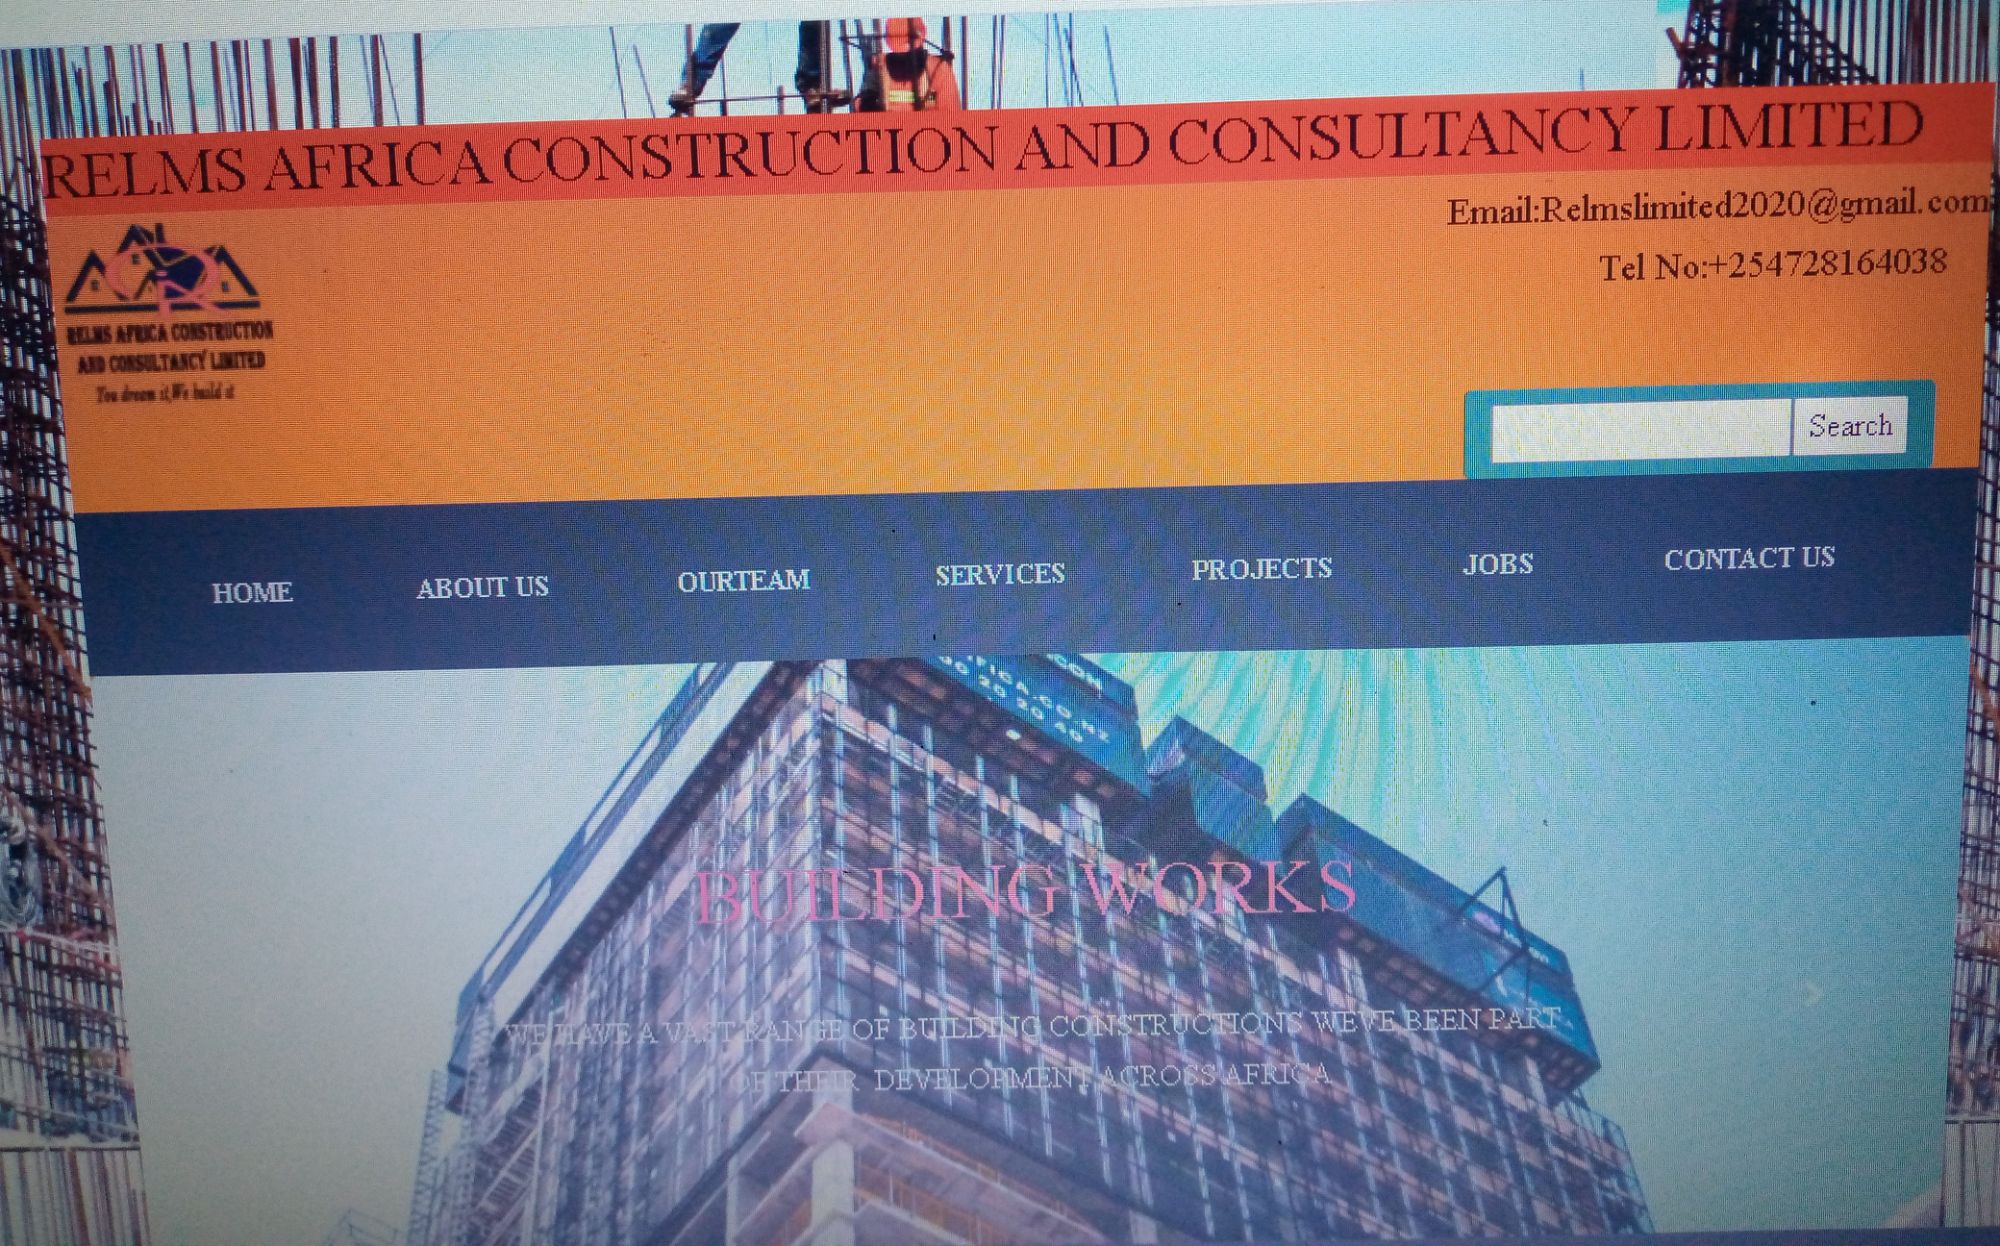 RELMS AFRICA CONSTRUCTION AND CONSULTANCY LIMITED
Email:Relmslimited2020@gmail.com
Tel No:+254728164038
RELMS AFRICA CONSTRUCTION
AND CONSULTANCY LIMITED
You dream it,We build it
Search
HOME ABOUT US OURTEAM SERVICES PROJECTS JOBS CONTACT US
BUILDING WORKS
WE HAVE A VAST RANGE OF BUILDING CONSTRUCTIONS WEVE BEEN PART
OF THEIR DEVELOPMENT ACROSS AFRICA